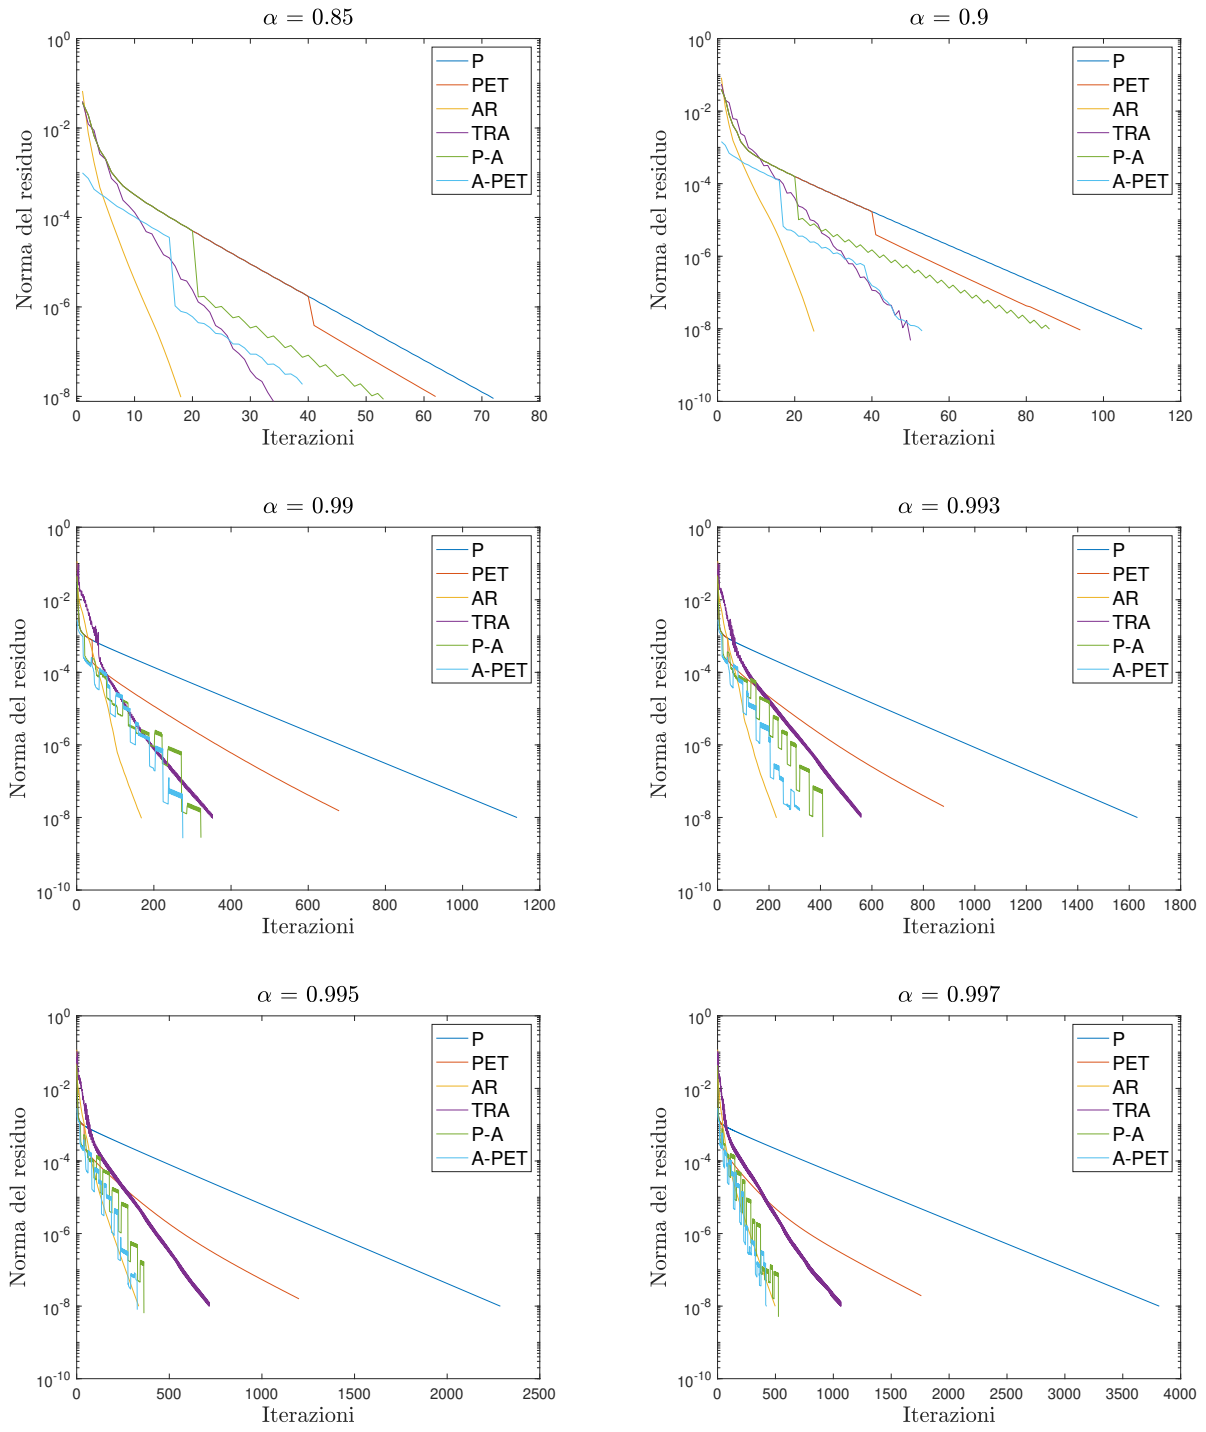 α = 0.85
10^0
10^-2
10^-4
10^-6
10^-8
Norma del residuo
0 10 20 30 40 50 60 70 80
Iterazioni
P
PET
AR
TRA
P-A
A-PET
α = 0.9
10^0
10^-2
10^-4
10^-6
10^-8
10^-10
Norma del residuo
0 20 40 60 80 100 120
Iterazioni
P
PET
AR
TRA
P-A
A-PET
α = 0.99
10^0
10^-2
10^-4
10^-6
10^-8
10^-10
Norma del residuo
0 200 400 600 800 1000 1200
Iterazioni
P
PET
AR
TRA
P-A
A-PET
α = 0.993
10^0
10^-2
10^-4
10^-6
10^-8
10^-10
Norma del residuo
0 200 400 600 800 1000 1200 1400 1600 1800
Iterazioni
P
PET
AR
TRA
P-A
A-PET
α = 0.995
10^0
10^-2
10^-4
10^-6
10^-8
10^-10
Norma del residuo
0 500 1000 1500 2000 2500
Iterazioni
P
PET
AR
TRA
P-A
A-PET
α = 0.997
10^0
10^-2
10^-4
10^-6
10^-8
10^-10
Norma del residuo
0 500 1000 1500 2000 2500 3000 3500 4000
Iterazioni
P
PET
AR
TRA
P-A
A-PET